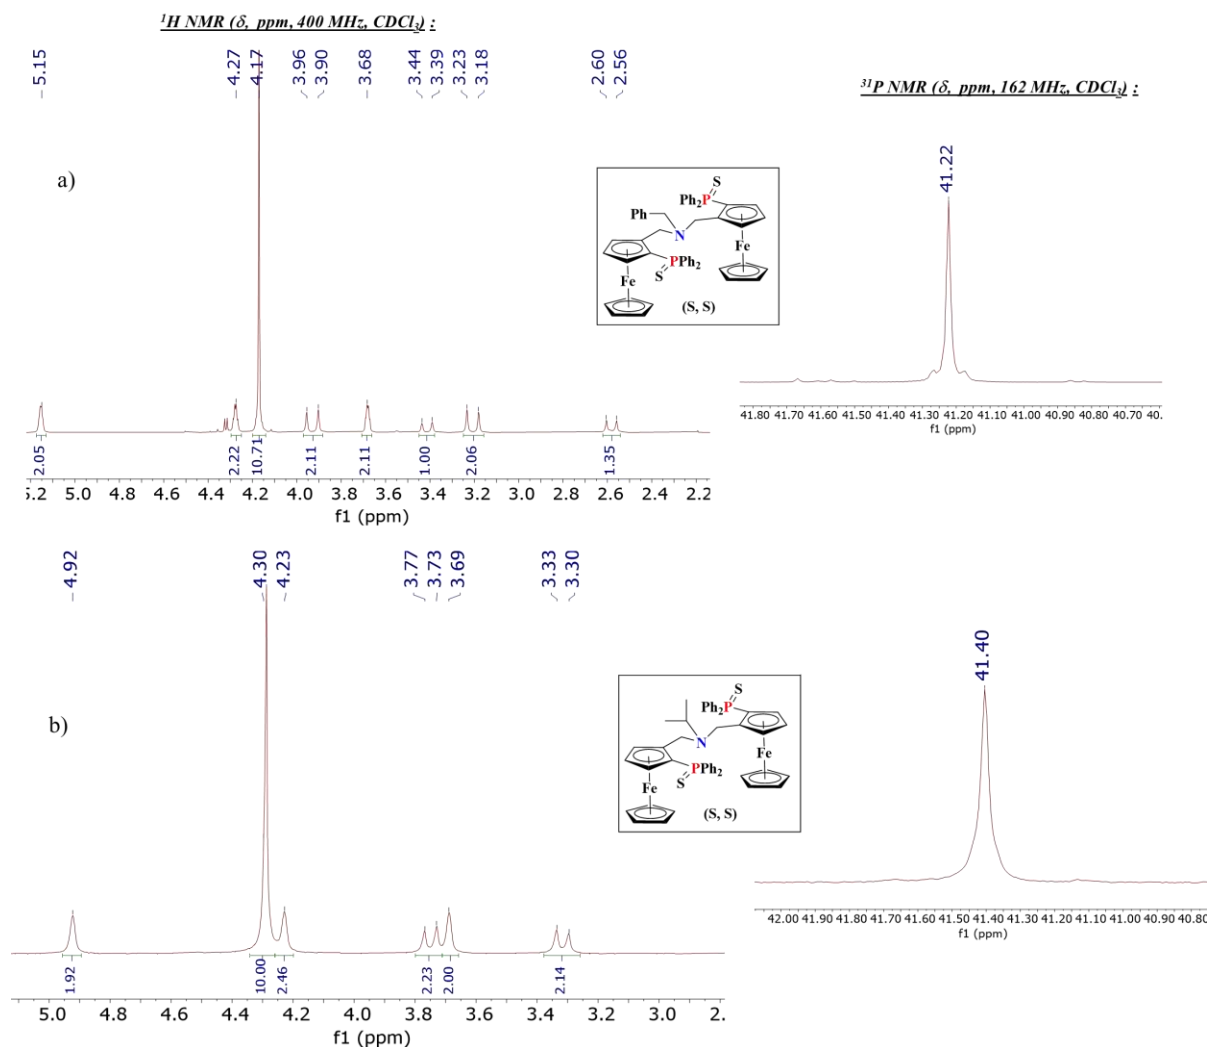 ¹H NMR (δ, ppm, 400 MHz, CDCl₃) :
5.15
4.27
4.17
3.96
3.90
3.68
3.44
3.39
3.23
3.18
2.60
2.56
³¹P NMR (δ, ppm, 162 MHz, CDCl₃) :
41.22
a)
S
Ph₂P
Ph
N
Fe
S PPh₂
Fe
(S, S)
2.05
2.22
10.71
2.11
2.11
1.00
2.06
1.35
5.2 5.0 4.8 4.6 4.4 4.2 4.0 3.8 3.6 3.4 3.2 3.0 2.8 2.6 2.4 2.2
f1 (ppm)
41.80 41.70 41.60 41.50 41.40 41.30 41.20 41.10 41.00 40.90 40.80 40.70 40.
f1 (ppm)
4.92
4.30
4.23
3.77
3.73
3.69
3.33
3.30
41.40
b)
S
Ph₂P
N
Fe
S PPh₂
Fe
(S, S)
1.92
10.00
2.46
2.23
2.00
2.14
5.0 4.8 4.6 4.4 4.2 4.0 3.8 3.6 3.4 3.2 3.0 2.
f1 (ppm)
42.00 41.90 41.80 41.70 41.60 41.50 41.40 41.30 41.20 41.10 41.00 40.90 40.80
f1 (ppm)